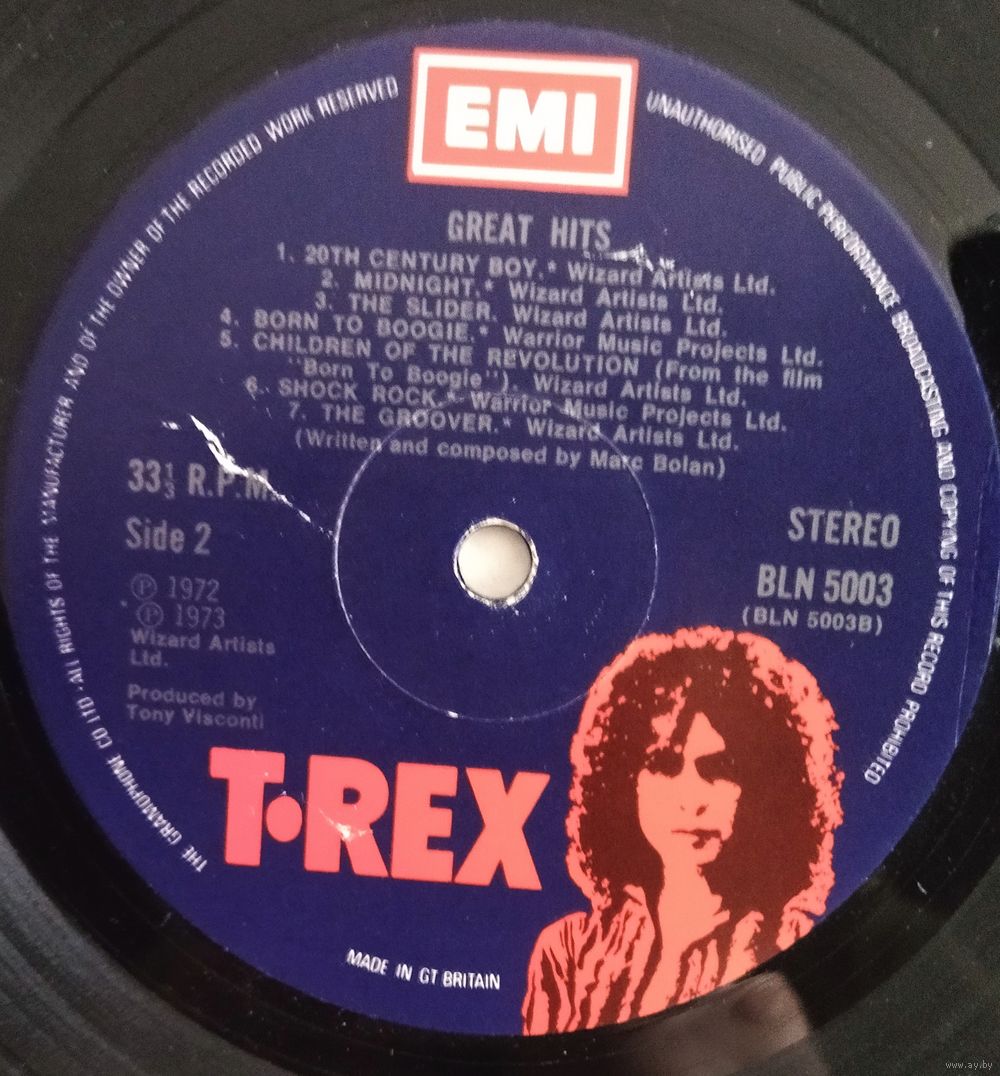 EMI
THE GRAMOPHONE CO LTD · ALL RIGHTS OF THE MANUFACTURER AND OF THE OWNER OF THE RECORDED WORK RESERVED
UNAUTHORISED PUBLIC PERFORMANCE BROADCASTING AND COPYING OF THIS RECORD PROHIBITED
GREAT HITS
1. 20TH CENTURY BOY.* Wizard Artists Ltd.
2. MIDNIGHT.* Wizard Artists Ltd.
3. THE SLIDER. Wizard Artists Ltd.
4. BORN TO BOOGIE.* Warrior Music Projects Ltd.
5. CHILDREN OF THE REVOLUTION (From the film
"Born To Boogie"). Wizard Artists Ltd.
6. SHOCK ROCK.* Warrior Music Projects Ltd.
7. THE GROOVER.* Wizard Artists Ltd.
(Written and composed by Marc Bolan)
33⅓ R.P.M.
Side 2
Ⓟ 1972
Ⓟ 1973
Wizard Artists
Ltd.
Produced by
Tony Visconti
STEREO
BLN 5003
(BLN 5003B)
T·REX
MADE IN GT BRITAIN
www.ay.by